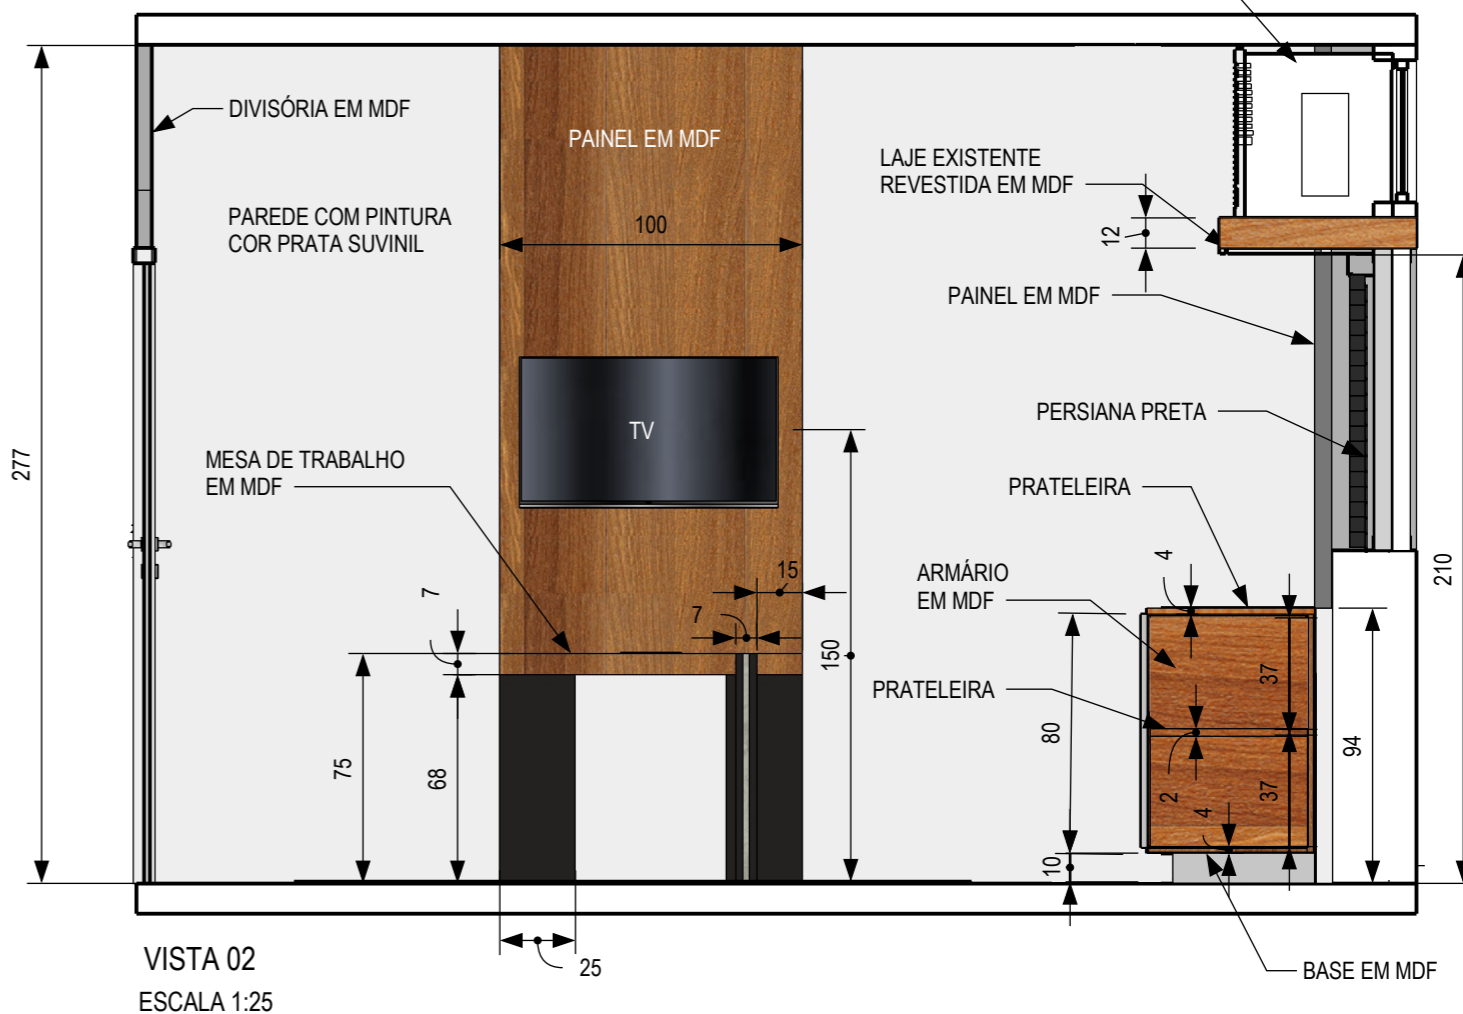 DIVISÓRIA EM MDF
PAINEL EM MDF
LAJE EXISTENTE
REVESTIDA EM MDF
PAREDE COM PINTURA
COR PRATA SUVINIL
100
12
PAINEL EM MDF
277
PERSIANA PRETA
TV
MESA DE TRABALHO
EM MDF
PRATELEIRA
4
210
15
ARMÁRIO
EM MDF
7
7
150
PRATELEIRA
37
80
94
75
68
2
37
4
10
25
VISTA 02
ESCALA 1:25
BASE EM MDF